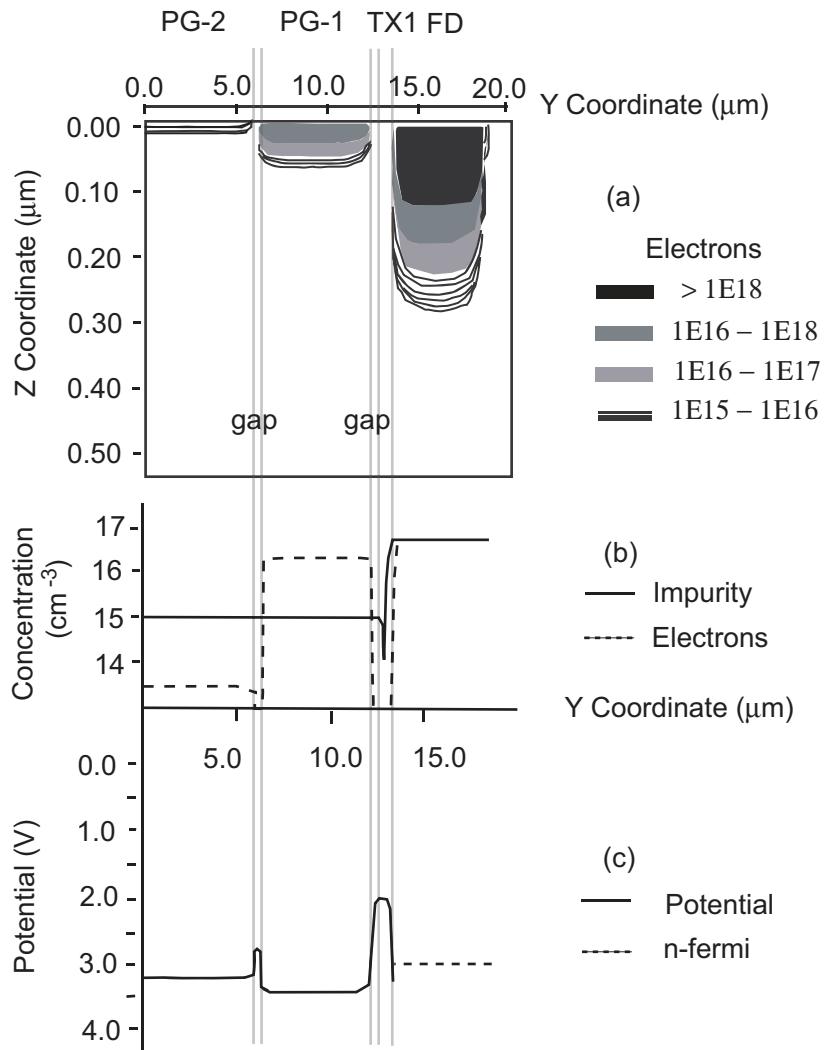 PG-2 PG-1 TX1 FD
0.0 5.0 10.0 15.0 20.0 Y Coordinate (μm)
0.00
0.10
0.20
0.30
0.40
0.50
Z Coordinate (μm)
gap gap
(a)
Electrons
> 1E18
1E16 – 1E18
1E16 – 1E17
1E15 – 1E16
17
16
15
14
Concentration
(cm-3)
(b)
Impurity
Electrons
Y Coordinate (μm)
5.0 10.0 15.0
0.0
1.0
2.0
3.0
4.0
Potential (V)
(c)
Potential
n-fermi